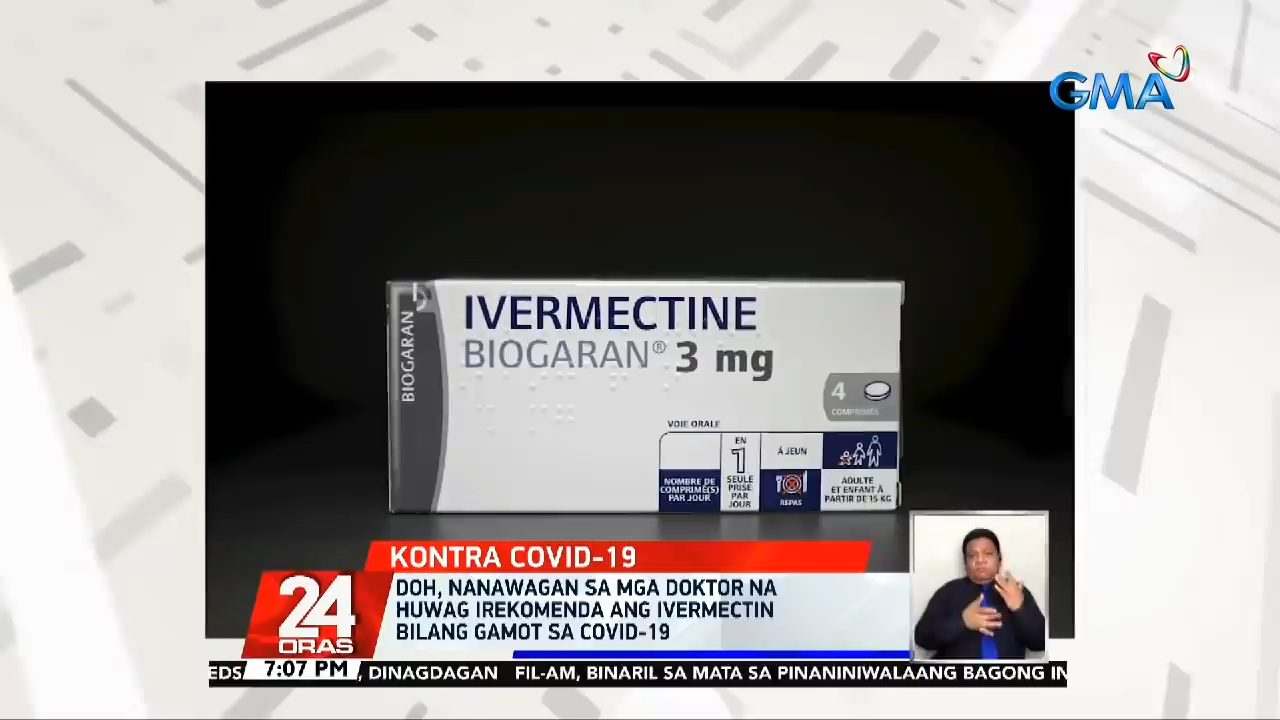 GMA
BIOGARAN
IVERMECTINE
BIOGARAN® 3 mg
4
COMPRIMÉS
VOIE ORALE
NOMBRE DE
COMPRIMÉ(S)
PAR JOUR
EN
1
SEULE
PRISE
PAR
JOUR
À JEUN
REPAS
ADULTE
ET ENFANT À
PARTIR DE 15 KG
KONTRA COVID-19
24
ORAS
DOH, NANAWAGAN SA MGA DOKTOR NA
HUWAG IREKOMENDA ANG IVERMECTIN
BILANG GAMOT SA COVID-19
EDS 7:07 PM , DINAGDAGAN FIL-AM, BINARIL SA MATA SA PINANINIWALAANG BAGONG IN